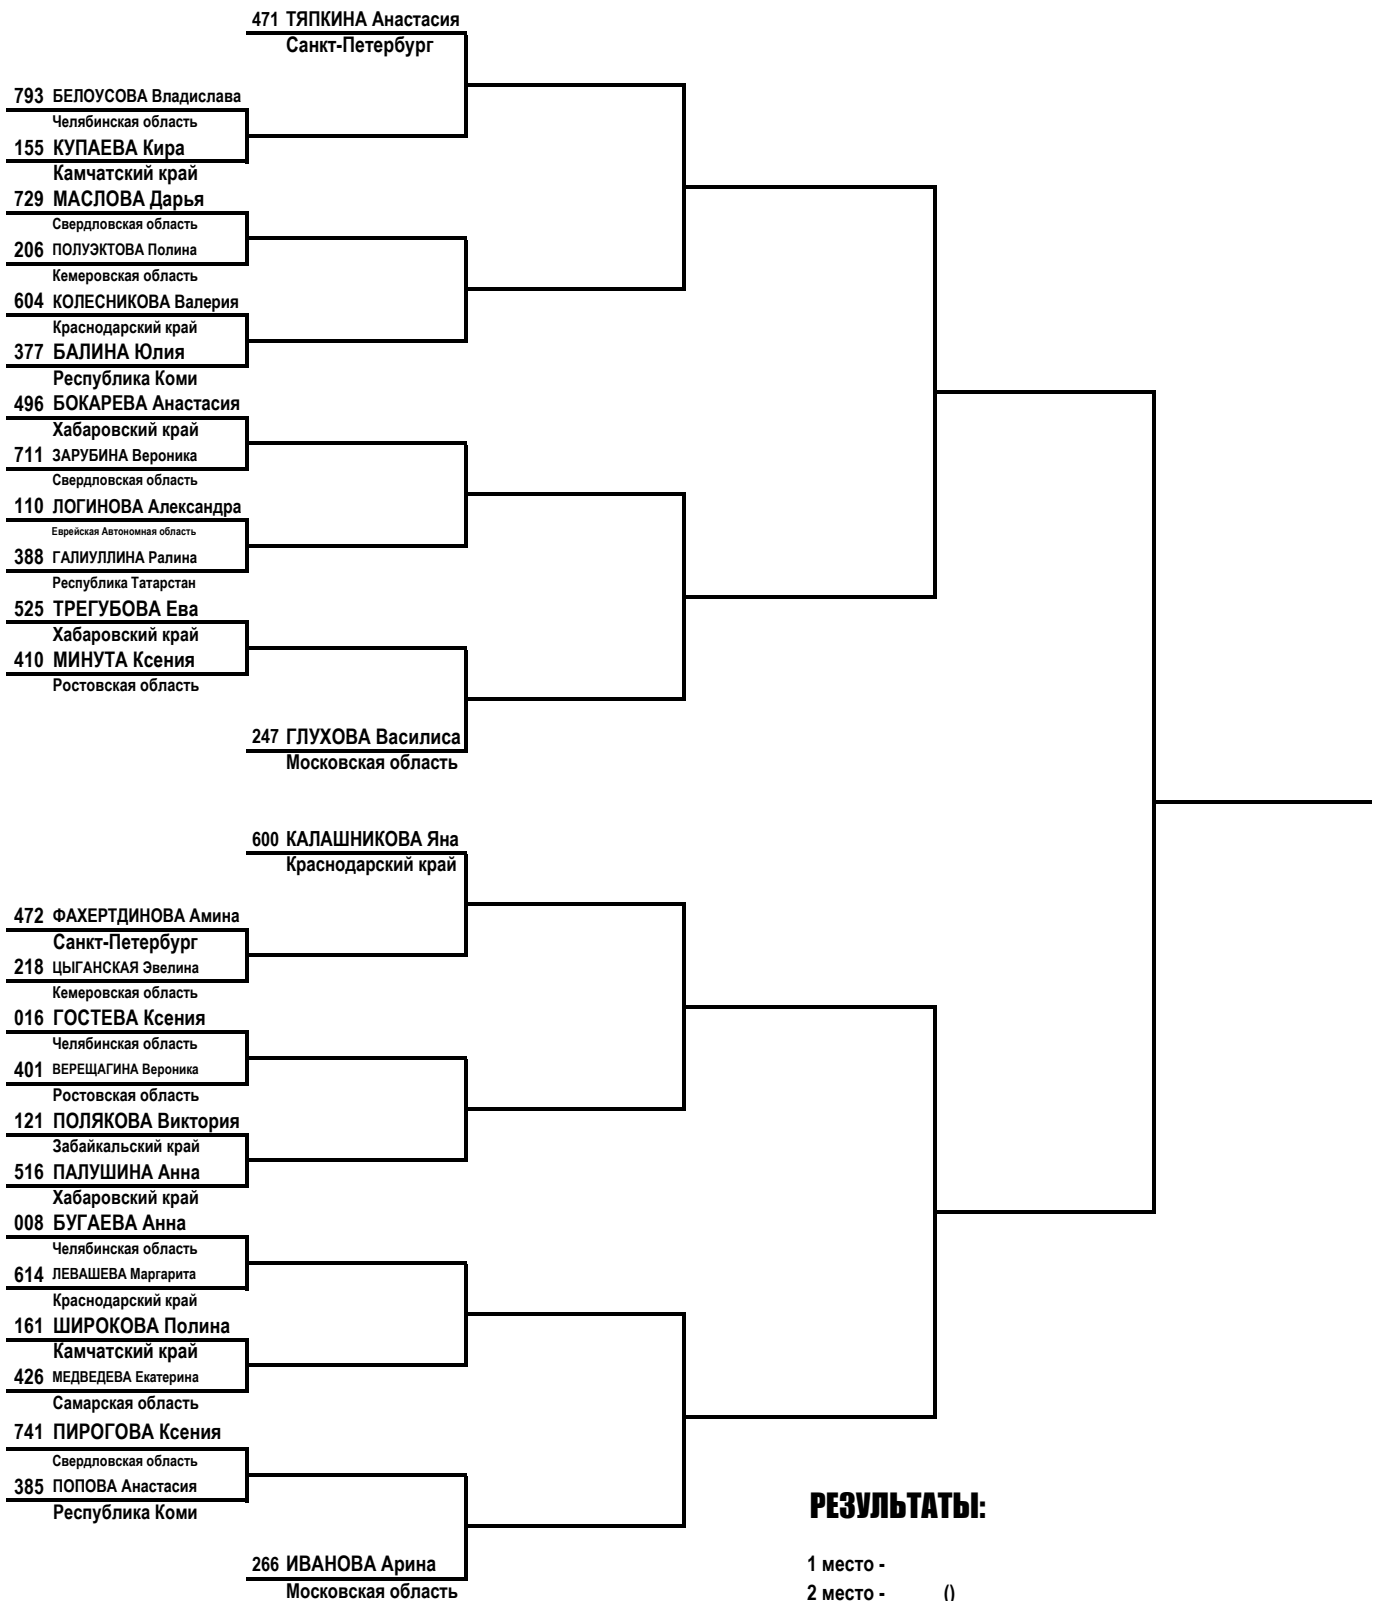 471 ТЯПКИНА Анастасия
Санкт-Петербург
793 БЕЛОУСОВА Владислава
Челябинская область
155 КУПАЕВА Кира
Камчатский край
729 МАСЛОВА Дарья
Свердловская область
206 ПОЛУЭКТОВА Полина
Кемеровская область
604 КОЛЕСНИКОВА Валерия
Краснодарский край
377 БАЛИНА Юлия
Республика Коми
496 БОКАРЕВА Анастасия
Хабаровский край
711 ЗАРУБИНА Вероника
Свердловская область
110 ЛОГИНОВА Александра
Еврейская Автономная область
388 ГАЛИУЛЛИНА Ралина
Республика Татарстан
525 ТРЕГУБОВА Ева
Хабаровский край
410 МИНУТА Ксения
Ростовская область
247 ГЛУХОВА Василиса
Московская область
600 КАЛАШНИКОВА Яна
Краснодарский край
472 ФАХЕРТДИНОВА Амина
Санкт-Петербург
218 ЦЫГАНСКАЯ Эвелина
Кемеровская область
016 ГОСТЕВА Ксения
Челябинская область
401 ВЕРЕЩАГИНА Вероника
Ростовская область
121 ПОЛЯКОВА Виктория
Забайкальский край
516 ПАЛУШИНА Анна
Хабаровский край
008 БУГАЕВА Анна
Челябинская область
614 ЛЕВАШЕВА Маргарита
Краснодарский край
161 ШИРОКОВА Полина
Камчатский край
426 МЕДВЕДЕВА Екатерина
Самарская область
741 ПИРОГОВА Ксения
Свердловская область
385 ПОПОВА Анастасия
Республика Коми
266 ИВАНОВА Арина
Московская область
РЕЗУЛЬТАТЫ:
1 место -
2 место - ()